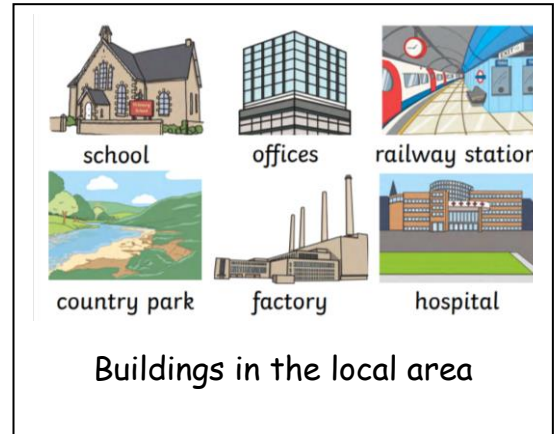 school offices railway station
country park factory hospital
Buildings in the local area